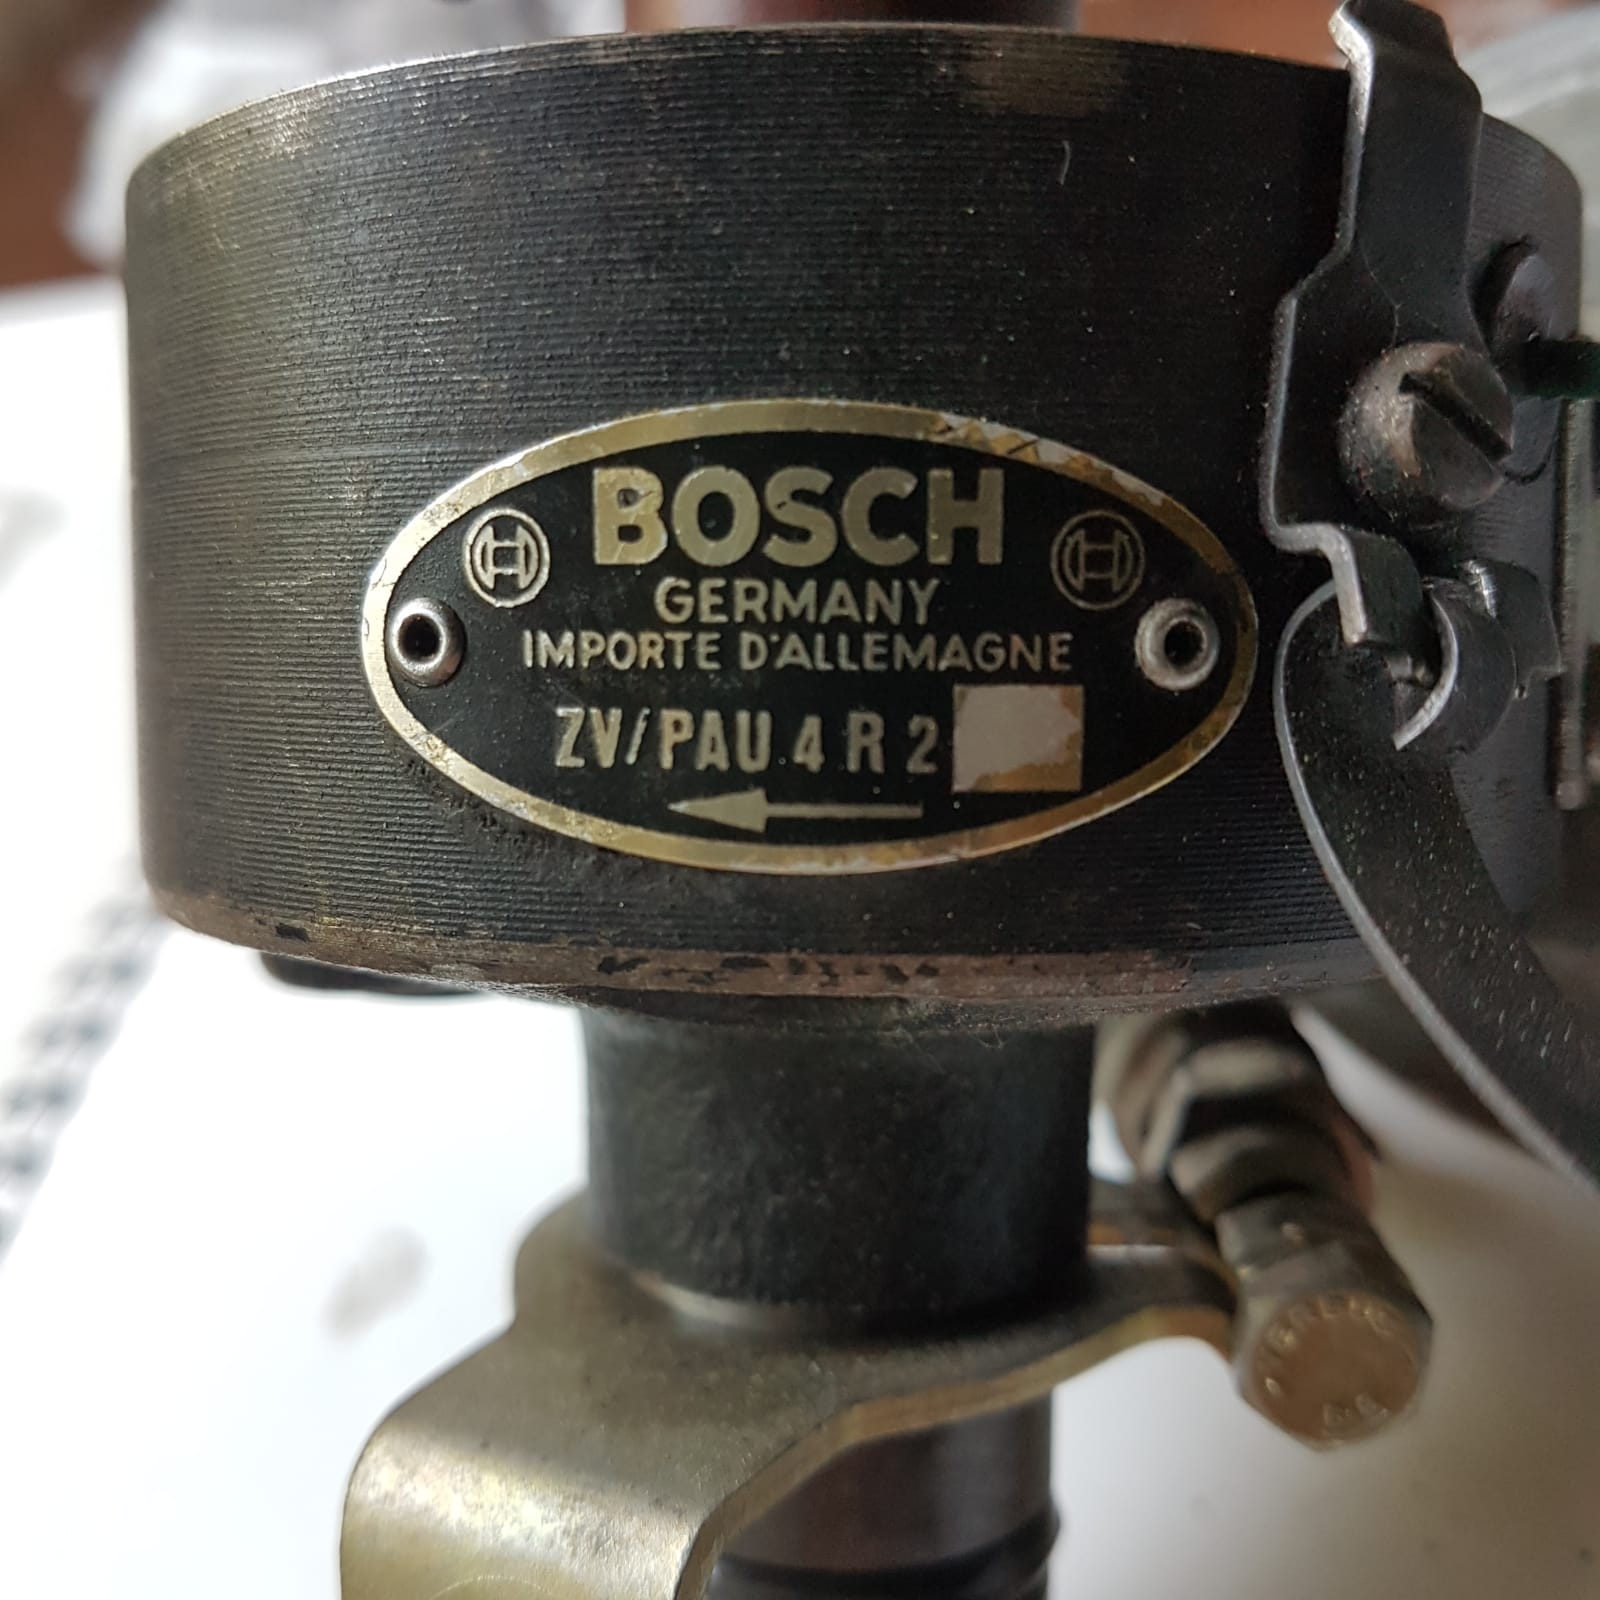 BOSCH
GERMANY
IMPORTE D'ALLEMAGNE
ZV/PAU 4 R 2